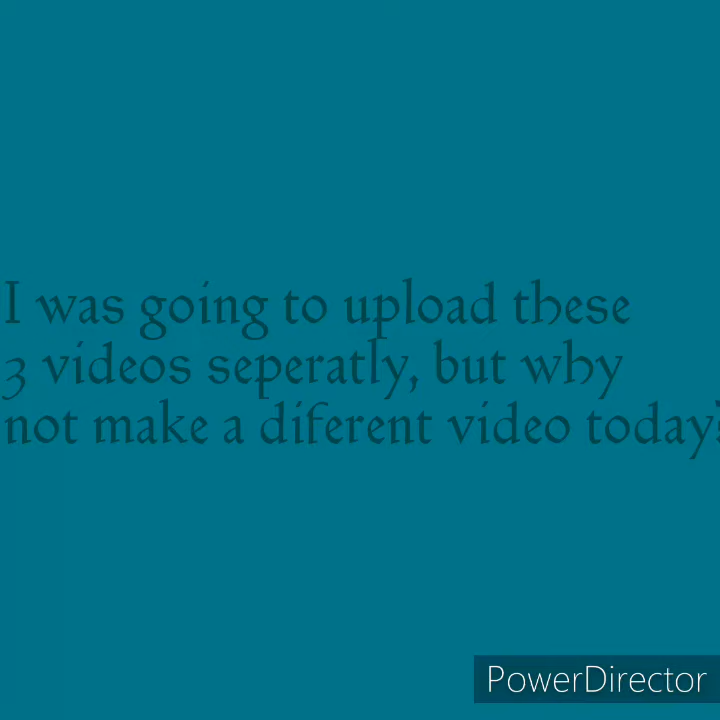 I was going to upload these
3 videos seperatly, but why
not make a diferent video today?
PowerDirector